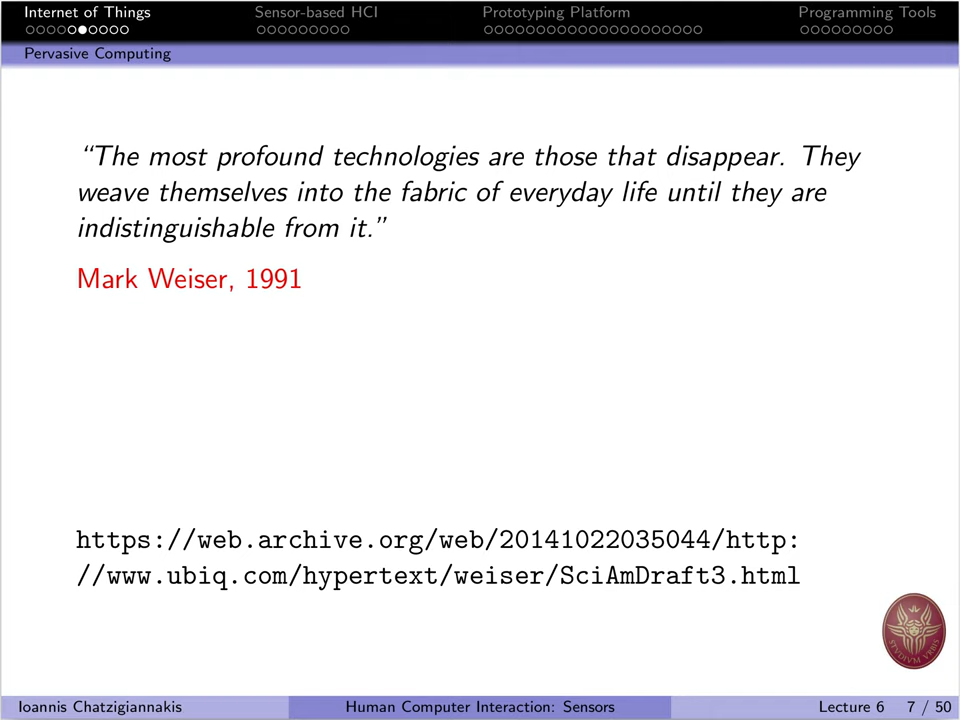 Internet of Things Sensor-based HCI Prototyping Platform Programming Tools
Pervasive Computing
“The most profound technologies are those that disappear. They
weave themselves into the fabric of everyday life until they are
indistinguishable from it.”
Mark Weiser, 1991
https://web.archive.org/web/20141022035044/http:
//www.ubiq.com/hypertext/weiser/SciAmDraft3.html
STVDIVM VRBIS
Ioannis Chatzigiannakis Human Computer Interaction: Sensors Lecture 6 7 / 50